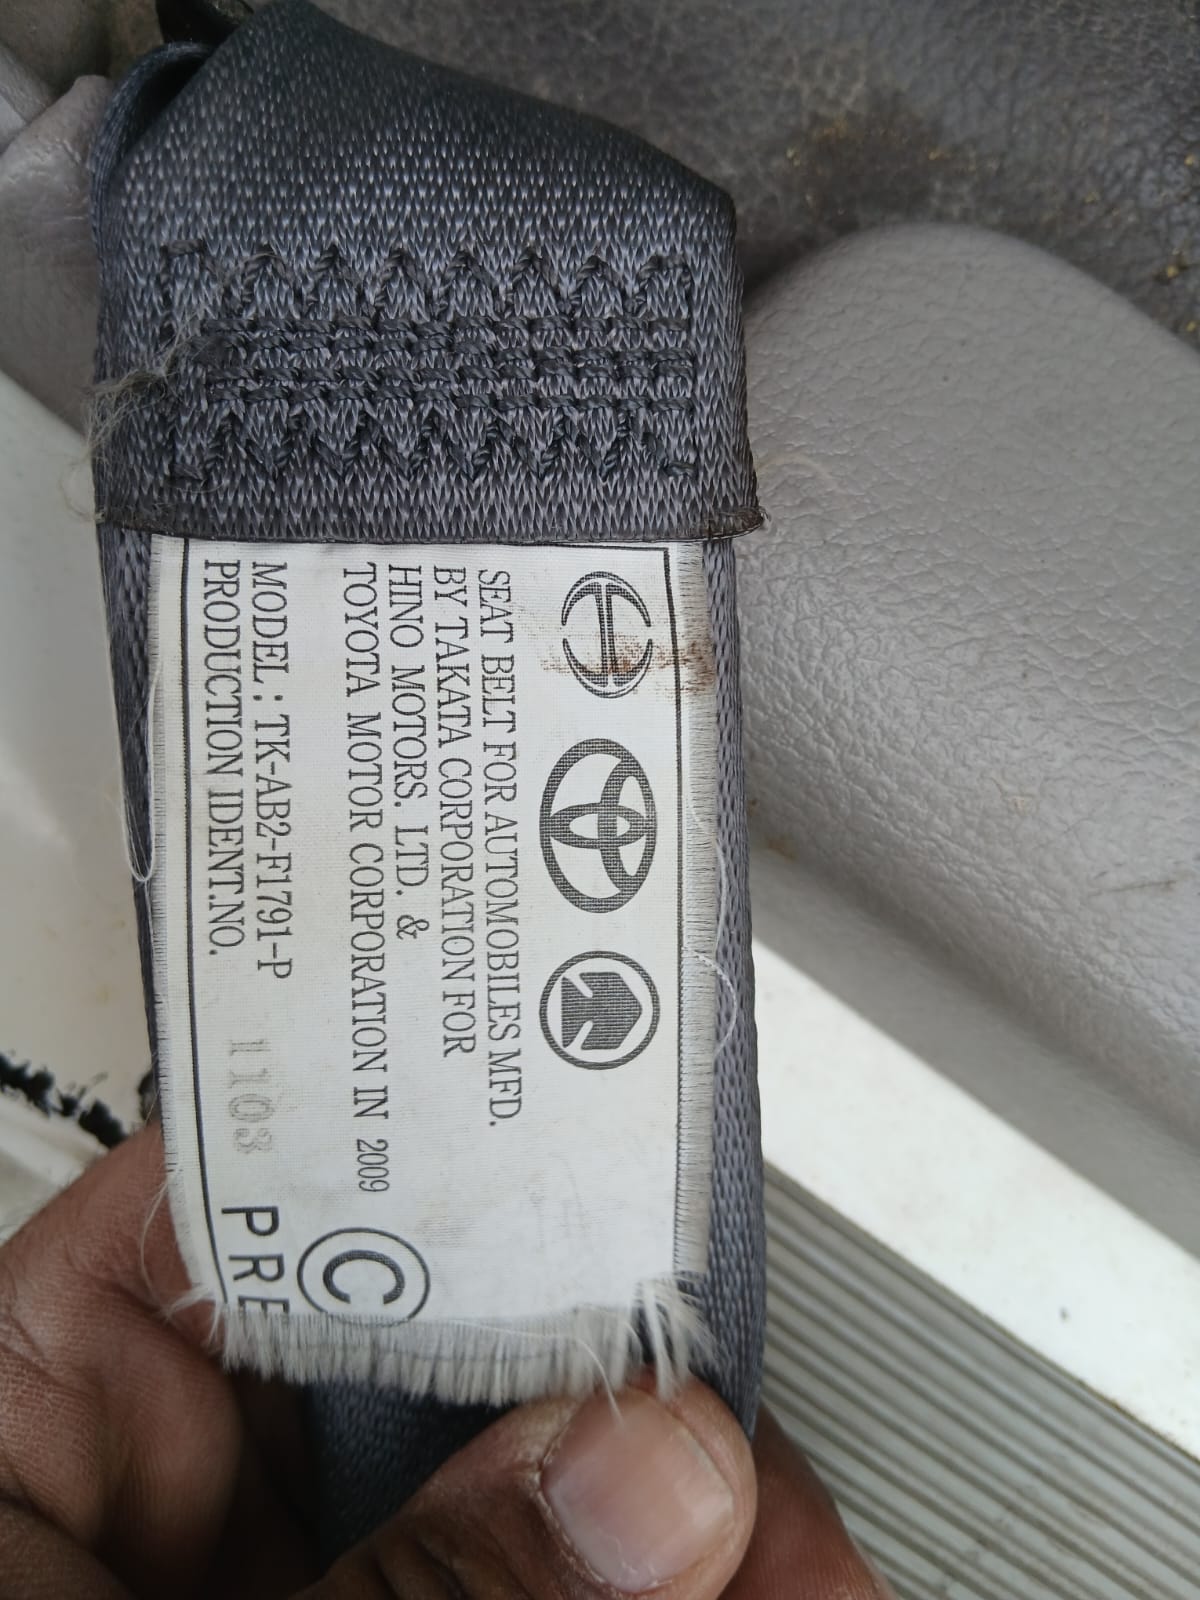 SEAT BELT FOR AUTOMOBILES MFD.
BY TAKATA CORPORATION FOR
HINO MOTORS. LTD. &
TOYOTA MOTOR CORPORATION IN 2009
MODEL : TK-AB2-F1791-P
PRODUCTION IDENT.NO. 1103
C
PRE